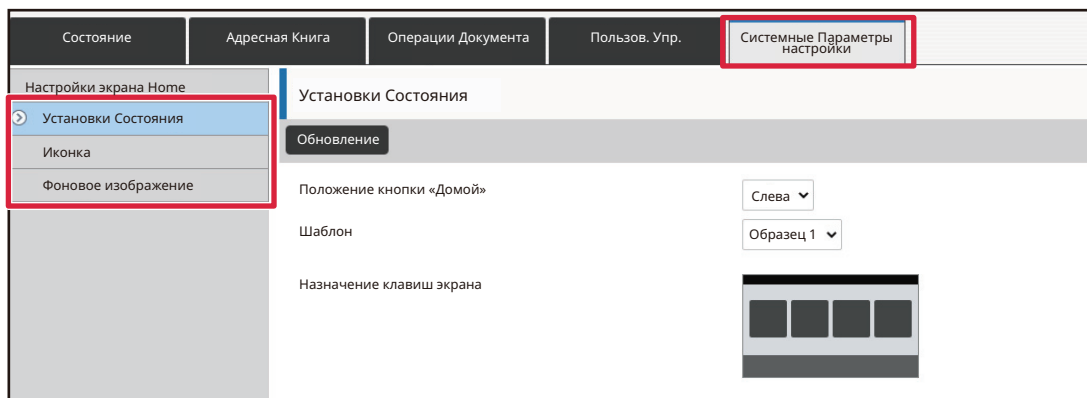 Состояние
Адресная Книга
Операции Документа
Пользов. Упр.
Системные Параметры
настройки
Настройки экрана Home
Установки Состояния
Иконка
Фоновое изображение
Установки Состояния
Обновление
Положение кнопки «Домой»
Слева
Шаблон
Образец 1
Назначение клавиш экрана